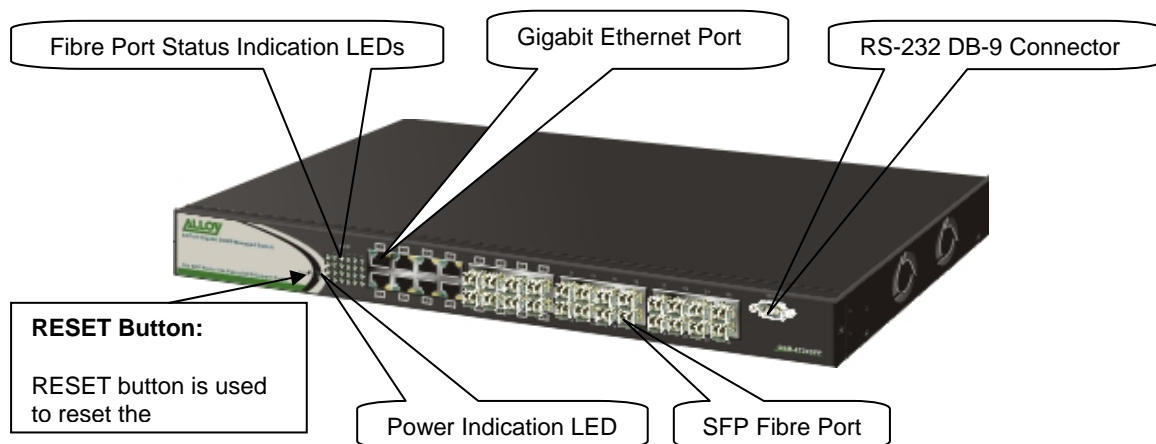 Fibre Port Status Indication LEDs
Gigabit Ethernet Port
RS-232 DB-9 Connector
ALLOY
RESET Button:
RESET button is used
to reset the
Power Indication LED
SFP Fibre Port